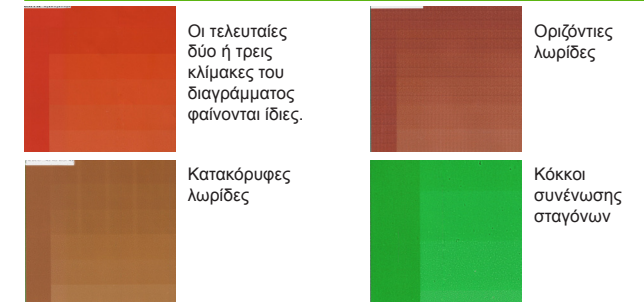 Οι τελευταίες
δύο ή τρεις
κλίμακες του
διαγράμματος
φαίνονται ίδιες.
Οριζόντιες
λωρίδες
Κατακόρυφες
λωρίδες
Κόκκοι
συνένωσης
σταγόνων